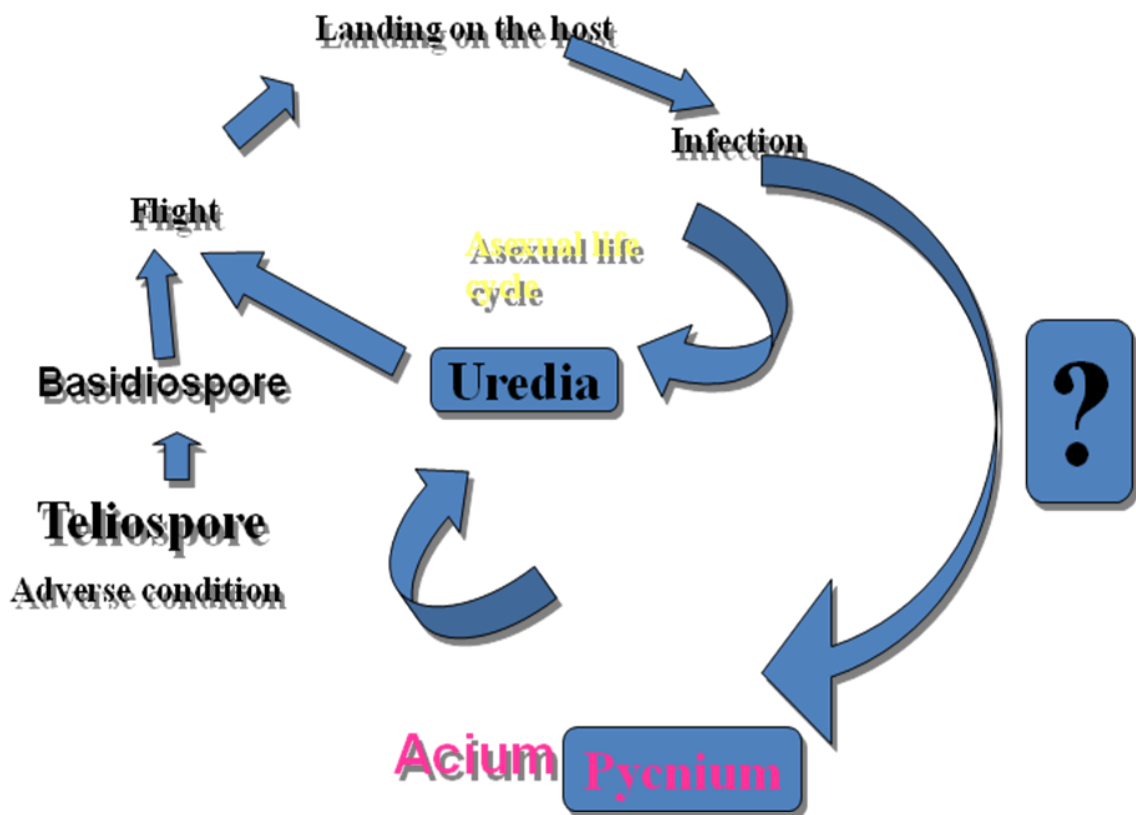 Landing on the host
Infection
Flight
Asexual life
cycle
Uredia
Basidiospore
Teliospore
Adverse condition
?
Acium
Pycnium